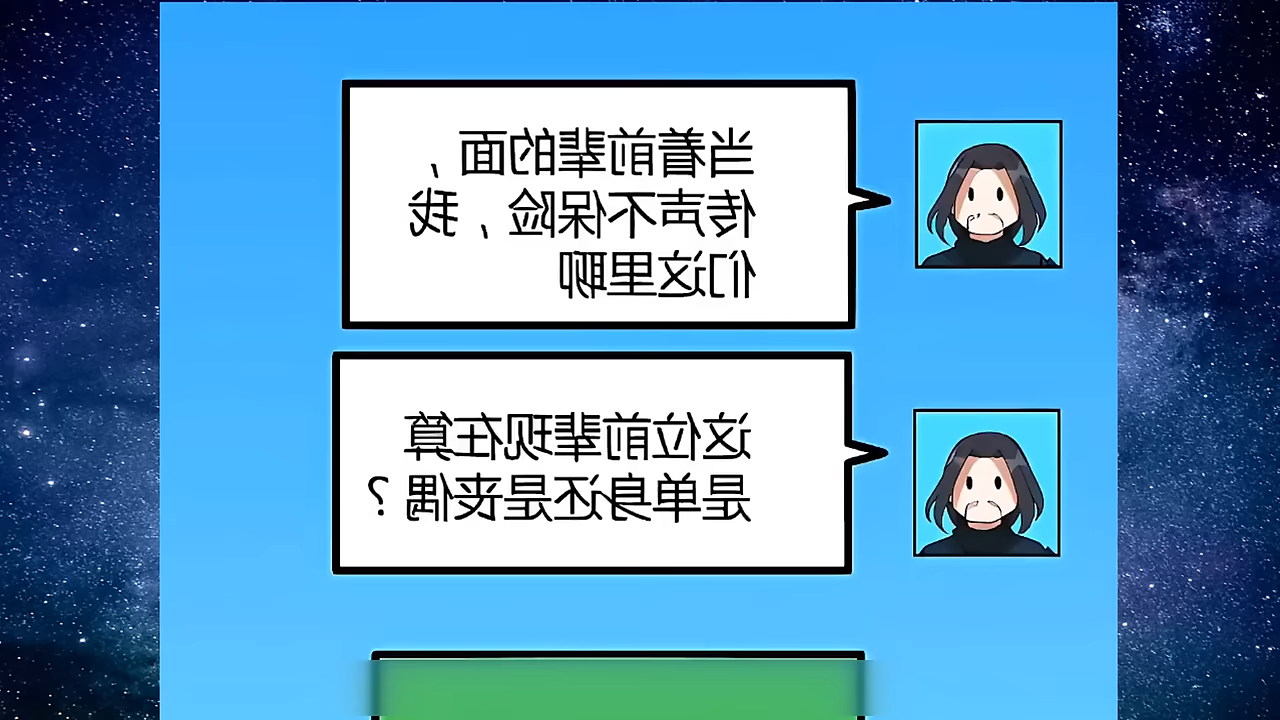 当着前辈的面，
传声不保险，我
们这里聊
这位前辈现在算
是单身还是丧偶？